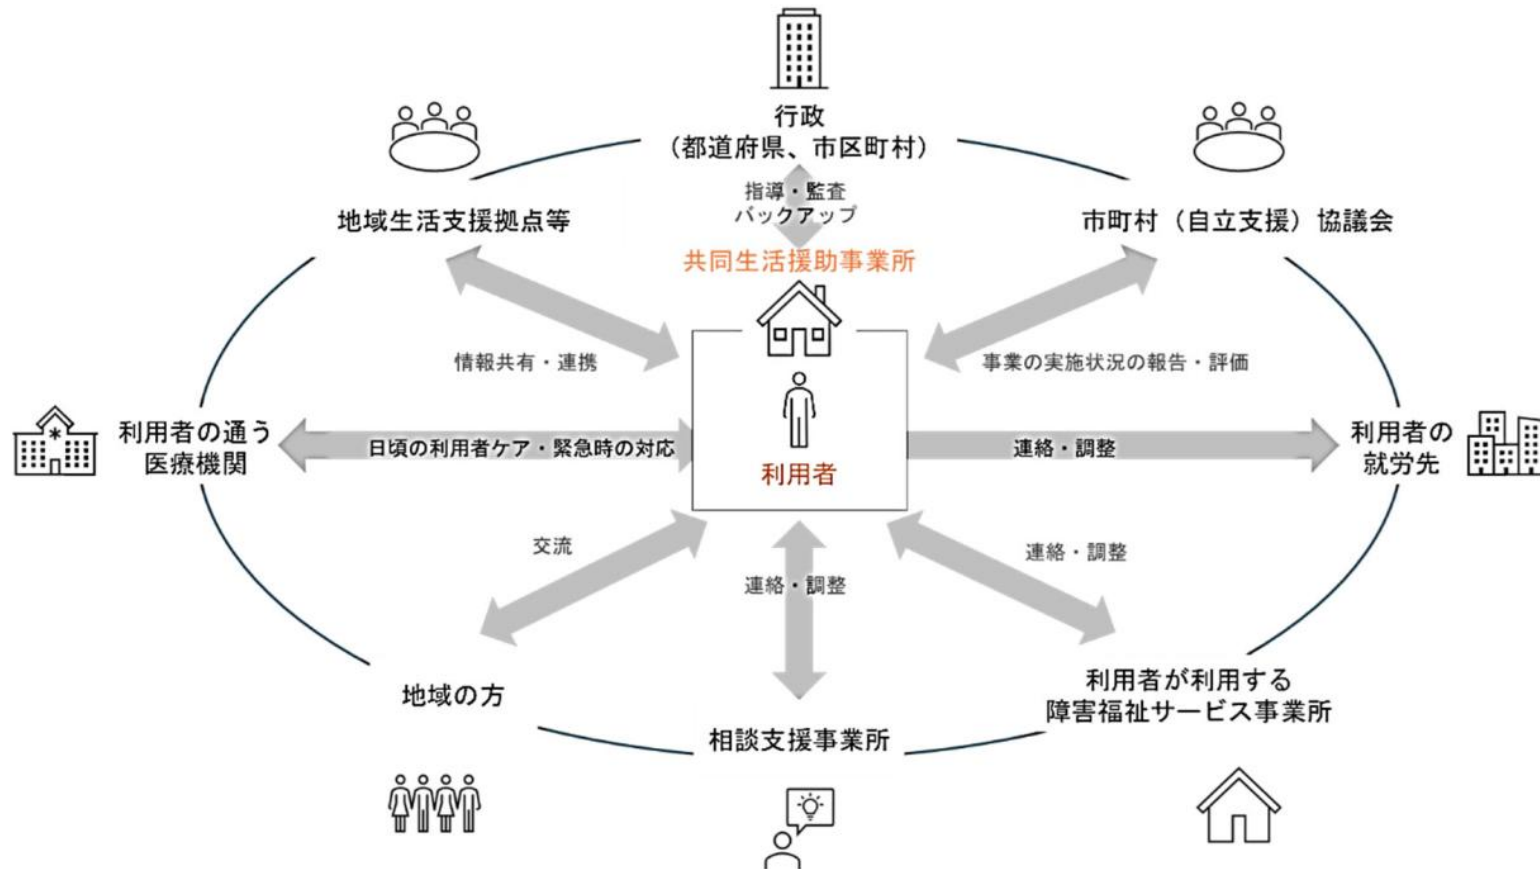 行政
（都道府県、市区町村）
指導・監査
バックアップ
地域生活支援拠点等
市町村（自立支援）協議会
共同生活援助事業所
情報共有・連携
事業の実施状況の報告・評価
利用者の通う
医療機関
日頃の利用者ケア・緊急時の対応
利用者
連絡・調整
利用者の
就労先
交流
連絡・調整
連絡・調整
地域の方
相談支援事業所
利用者が利用する
障害福祉サービス事業所